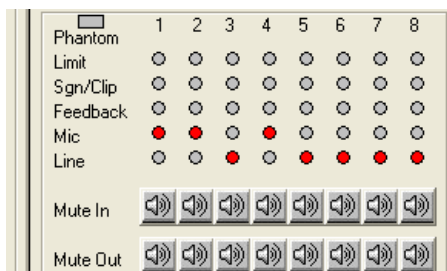 Phantom 1 2 3 4 5 6 7 8
Limit
Sgn/Clip
Feedback
Mic
Line
Mute In
Mute Out